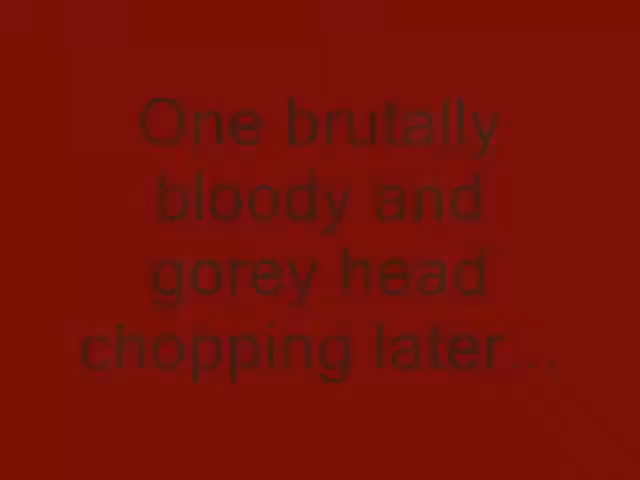 One brutally
bloody and
gorey head
chopping later...